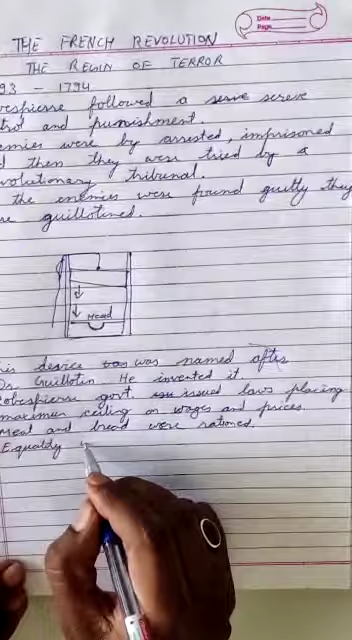 Date
Page
THE FRENCH REVOLUTION
THE REIGN OF TERROR
93 - 1794
bespierre followed a severe
trol and punishment.
emies were by arrested, imprisoned
d then they were tried by a
volutionary tribunal.
the enemies were found guilty they
re guillotined.
Head
is device was named after
Dr. Guillotin He invented it.
obespierre govt. issued laws placing
maximum ceiling on wages and prices.
Meat and bread were rationed.
Equality